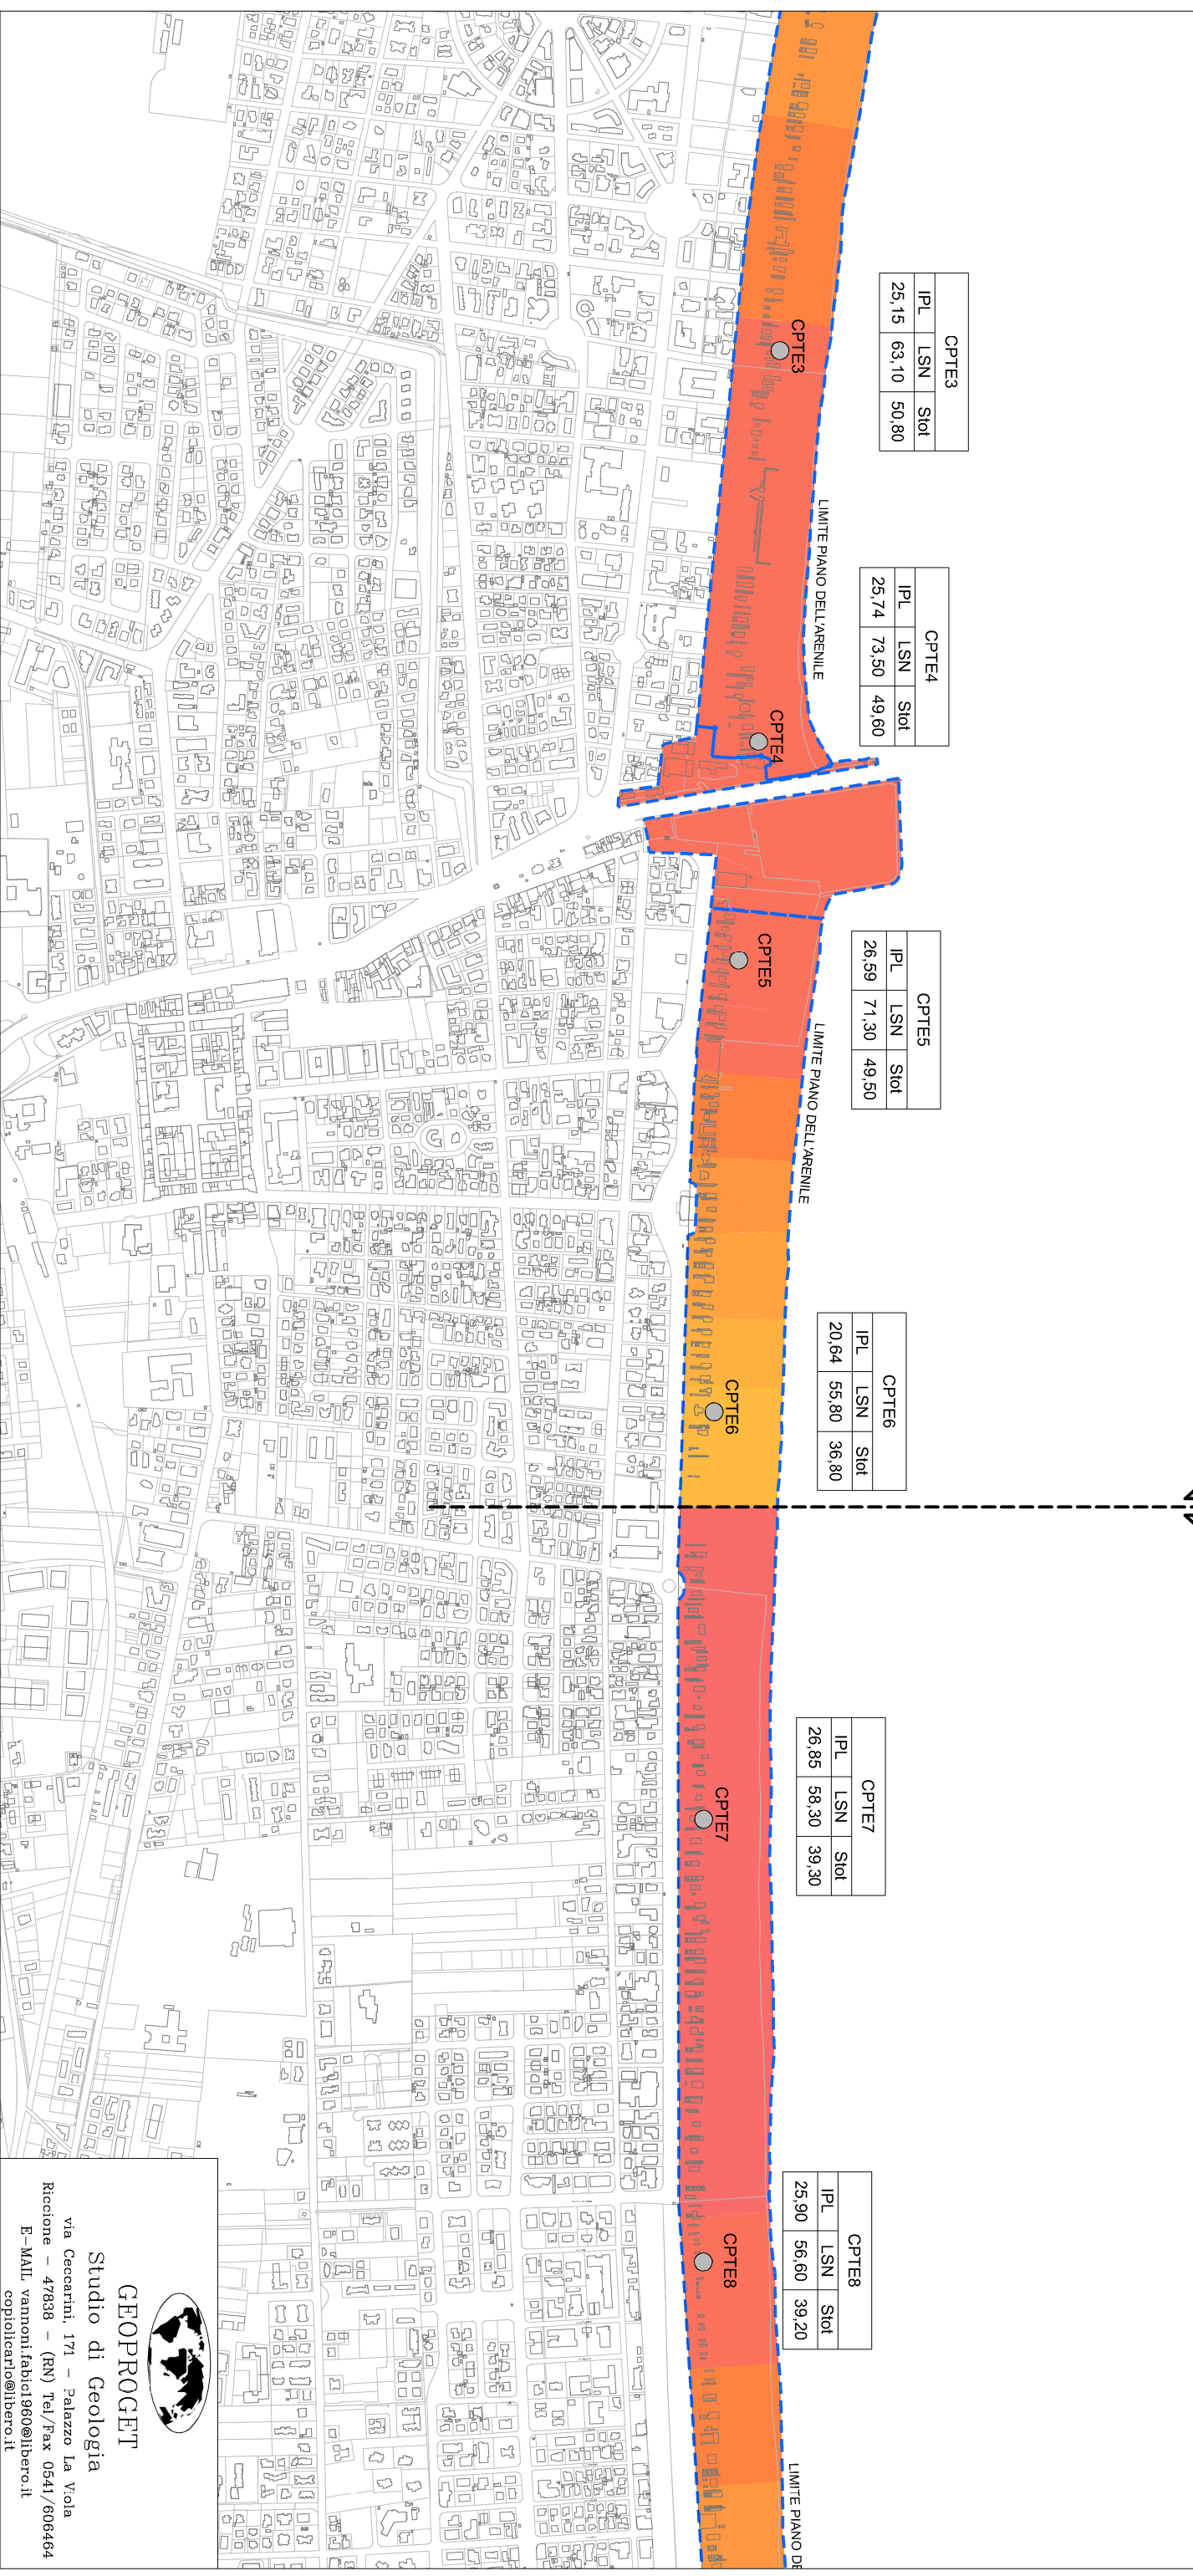 CPTE3
IPL LSN Stot
25,15 63,10 50,80
CPTE3
LIMITE PIANO DELL'ARENILE
CPTE4
IPL LSN Stot
25,74 73,50 49,60
CPTE4
CPTE5
IPL LSN Stot
26,59 71,30 49,50
CPTE5
LIMITE PIANO DELL'ARENILE
CPTE6
IPL LSN Stot
20,64 55,80 36,80
CPTE6
CPTE7
IPL LSN Stot
26,85 58,30 39,30
CPTE7
CPTE8
IPL LSN Stot
25,90 56,60 39,20
CPTE8
LIMITE PIANO DE
GEOPROGET
Studio di Geologia
via Ceccarini, 171 - Palazzo La Viola
Riccione - 47838 - (RN) Tel/Fax 0541/606464
E-MAIL vannoni.fabio1960@libero.it
copiolicarlo@libero.it